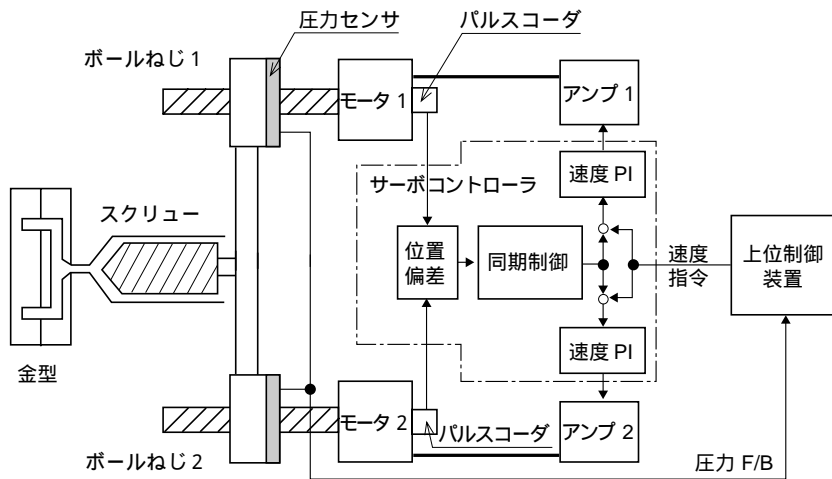 圧力センサ
パルスコーダ
ボールねじ 1
モータ 1
アンプ 1
速度 PI
サーボコントローラ
スクリュー
位置
偏差
同期制御
速度
指令
上位制御
装置
速度 PI
金型
モータ 2
パルスコーダ
アンプ 2
ボールねじ 2
圧力 F/B